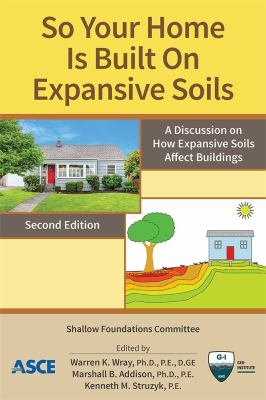 So Your Home
Is Built On
Expansive Soils
A Discussion on
How Expansive Soils
Affect Buildings
Second Edition
Shallow Foundations Committee
Edited by
Warren K. Wray, Ph.D., P.E., D.GE
Marshall B. Addison, Ph.D., P.E.
Kenneth M. Struzyk, P.E.
ASCE
G-I
GEO
INSTITUTE